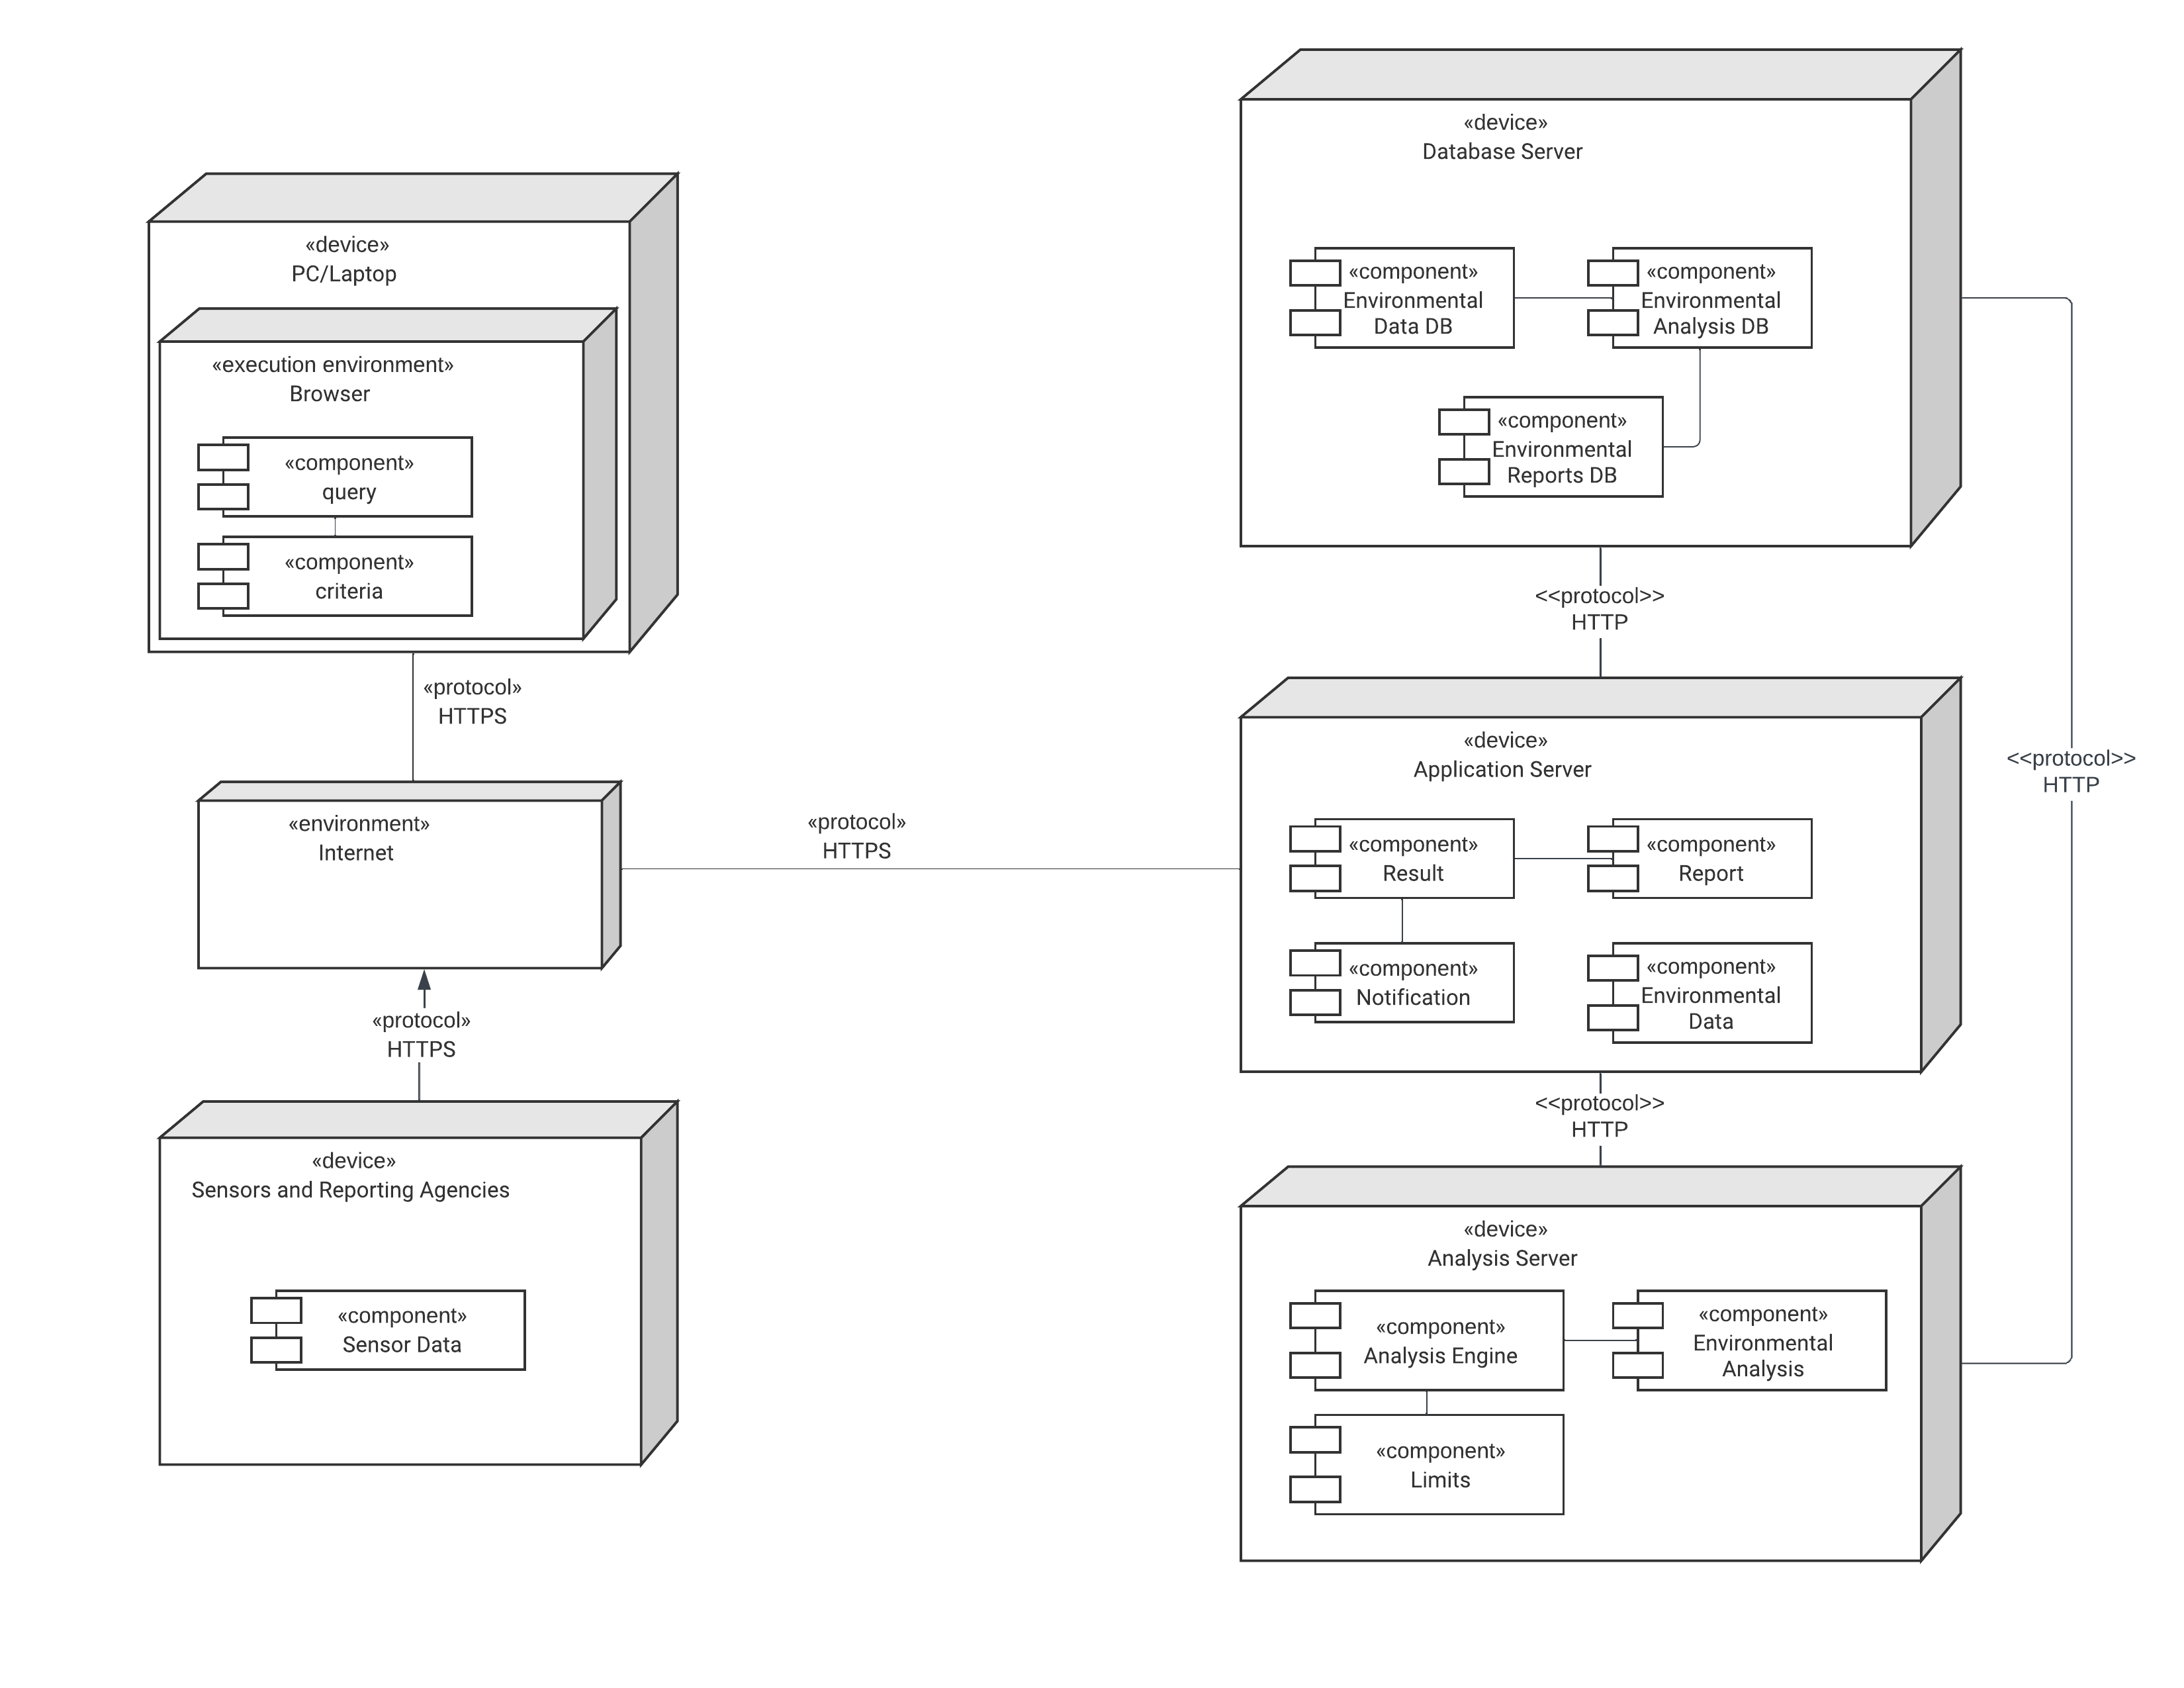 «device»
PC/Laptop
«execution environment»
Browser
«component»
query
«component»
criteria
«protocol»
HTTPS
«environment»
Internet
«protocol»
HTTPS
«protocol»
HTTPS
«device»
Sensors and Reporting Agencies
«component»
Sensor Data
«device»
Database Server
«component»
Environmental
Data DB
«component»
Environmental
Analysis DB
«component»
Environmental
Reports DB
<<protocol>>
HTTP
«device»
Application Server
«component»
Result
«component»
Report
«component»
Notification
«component»
Environmental
Data
<<protocol>>
HTTP
<<protocol>>
HTTP
«device»
Analysis Server
«component»
Analysis Engine
«component»
Environmental
Analysis
«component»
Limits